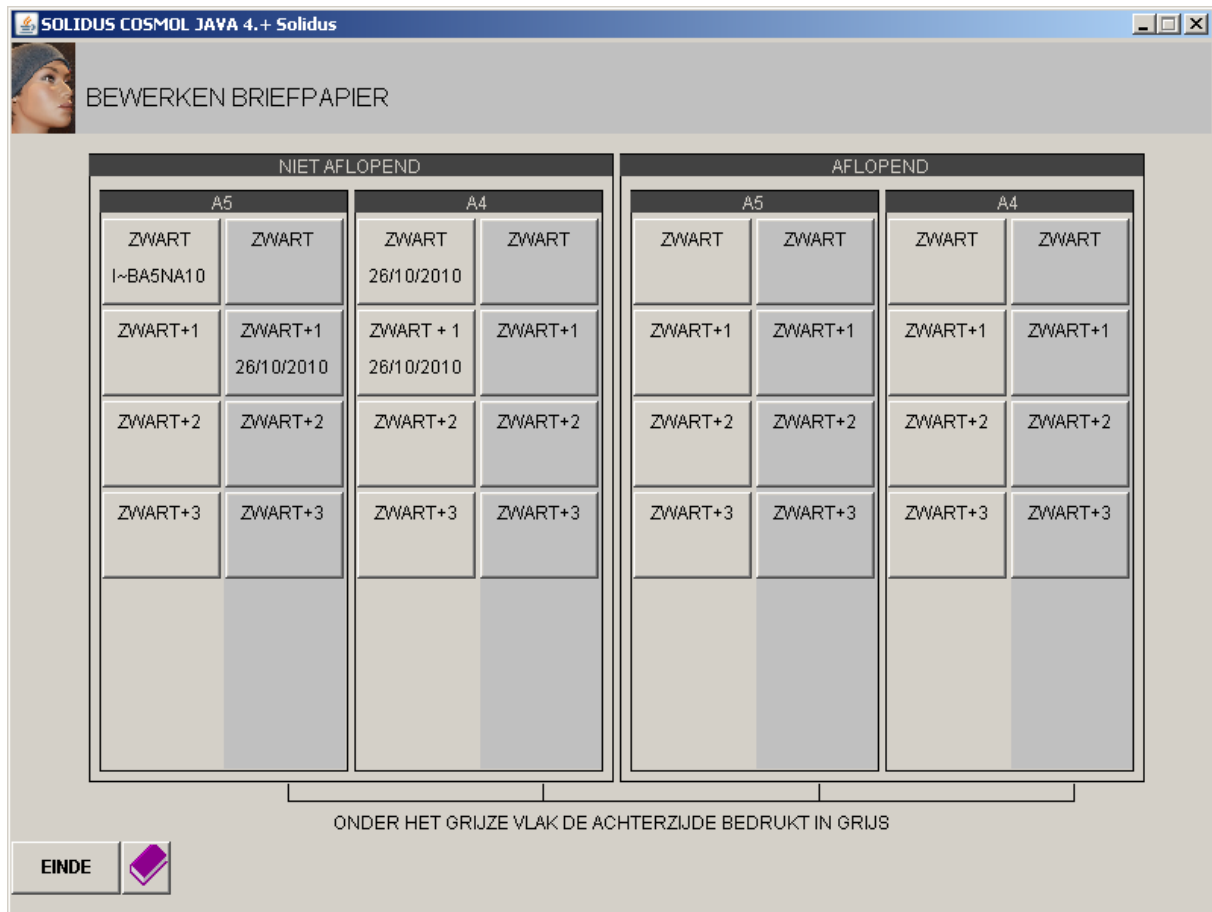 SOLIDUS COSMOL JAVA 4.+ Solidus
BEWERKEN BRIEFPAPIER
NIET AFLOPEND AFLOPEND
A5 A4 A5 A4
ZWART ZWART ZWART ZWART ZWART ZWART ZWART ZWART
I~BA5NA10 26/10/2010
ZWART+1 ZWART+1 ZWART + 1 ZWART+1 ZWART+1 ZWART+1 ZWART+1 ZWART+1
26/10/2010 26/10/2010
ZWART+2 ZWART+2 ZWART+2 ZWART+2 ZWART+2 ZWART+2 ZWART+2 ZWART+2
ZWART+3 ZWART+3 ZWART+3 ZWART+3 ZWART+3 ZWART+3 ZWART+3 ZWART+3
ONDER HET GRIJZE VLAK DE ACHTERZIJDE BEDRUKT IN GRIJS
EINDE